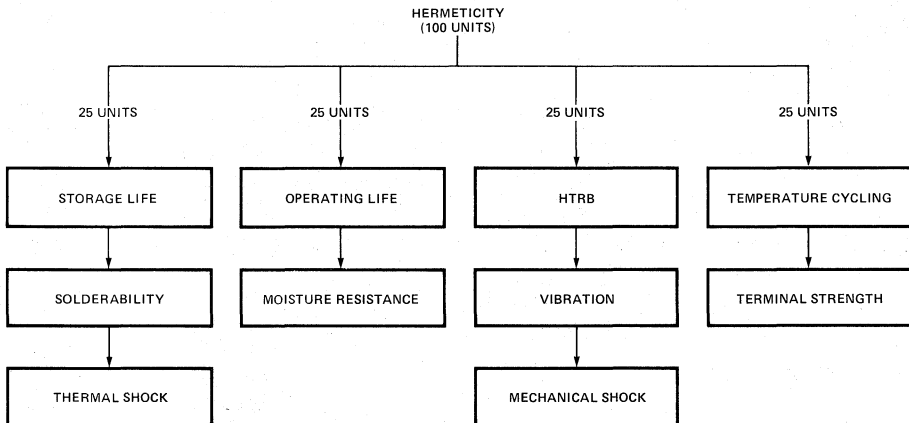 HERMETICITY
(100 UNITS)
25 UNITS
25 UNITS
25 UNITS
25 UNITS
STORAGE LIFE
OPERATING LIFE
HTRB
TEMPERATURE CYCLING
SOLDERABILITY
MOISTURE RESISTANCE
VIBRATION
TERMINAL STRENGTH
THERMAL SHOCK
MECHANICAL SHOCK